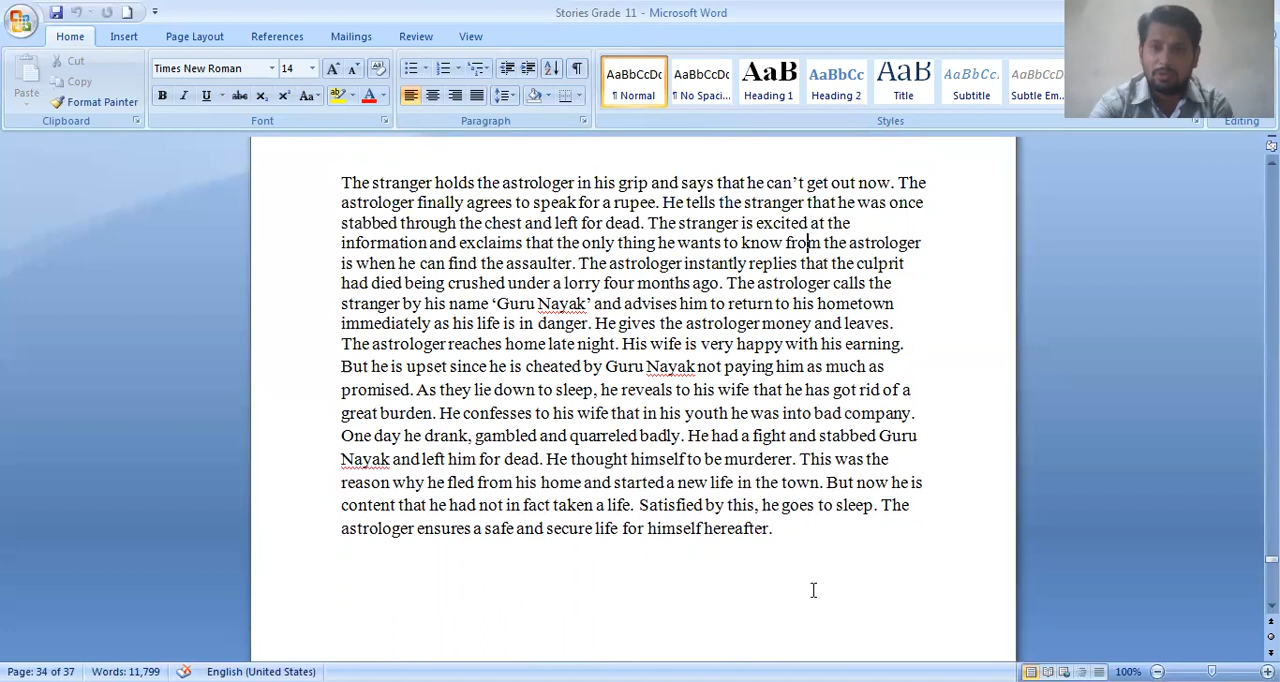 Stories Grade 11 - Microsoft Word
Home Insert Page Layout References Mailings Review View
Paste
Cut
Copy
Format Painter
Clipboard
Times New Roman 14
Font
Paragraph
AaBbCcDc AaBbCcDc AaB AaBbCc AaB AaBbCc. AaBbCcDc
¶ Normal ¶ No Spaci... Heading 1 Heading 2 Title Subtitle Subtle Em...
Styles
Editing
The stranger holds the astrologer in his grip and says that he can’t get out now. The
astrologer finally agrees to speak for a rupee. He tells the stranger that he was once
stabbed through the chest and left for dead. The stranger is excited at the
information and exclaims that the only thing he wants to know from the astrologer
is when he can find the assaulter. The astrologer instantly replies that the culprit
had died being crushed under a lorry four months ago. The astrologer calls the
stranger by his name ‘Guru Nayak’ and advises him to return to his hometown
immediately as his life is in danger. He gives the astrologer money and leaves.
The astrologer reaches home late night. His wife is very happy with his earning.
But he is upset since he is cheated by Guru Nayak not paying him as much as
promised. As they lie down to sleep, he reveals to his wife that he has got rid of a
great burden. He confesses to his wife that in his youth he was into bad company.
One day he drank, gambled and quarreled badly. He had a fight and stabbed Guru
Nayak and left him for dead. He thought himself to be murderer. This was the
reason why he fled from his home and started a new life in the town. But now he is
content that he had not in fact taken a life. Satisfied by this, he goes to sleep. The
astrologer ensures a safe and secure life for himself hereafter.
Page: 34 of 37 Words: 11,799 English (United States) 100%